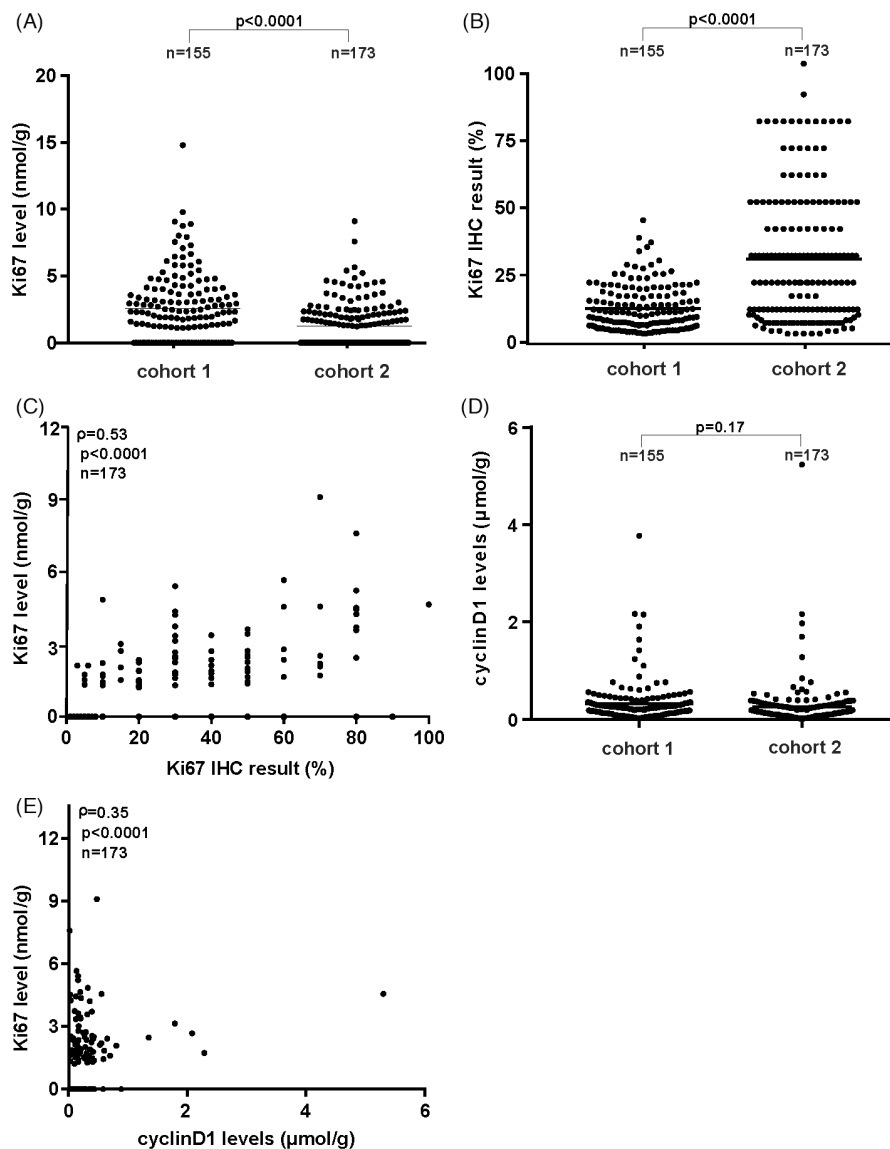 (A)
p<0.0001
n=155 n=173
Ki67 level (nmol/g)
20
15
10
5
0
cohort 1 cohort 2
(B)
p<0.0001
n=155 n=173
Ki67 IHC result (%)
100
75
50
25
0
cohort 1 cohort 2
(C)
ρ=0.53
p<0.0001
n=173
Ki67 level (nmol/g)
12
9
6
3
0
0 20 40 60 80 100
Ki67 IHC result (%)
(D)
p=0.17
n=155 n=173
cyclinD1 levels (µmol/g)
6
4
2
0
cohort 1 cohort 2
(E)
ρ=0.35
p<0.0001
n=173
Ki67 level (nmol/g)
12
9
6
3
0
0 2 4 6
cyclinD1 levels (µmol/g)